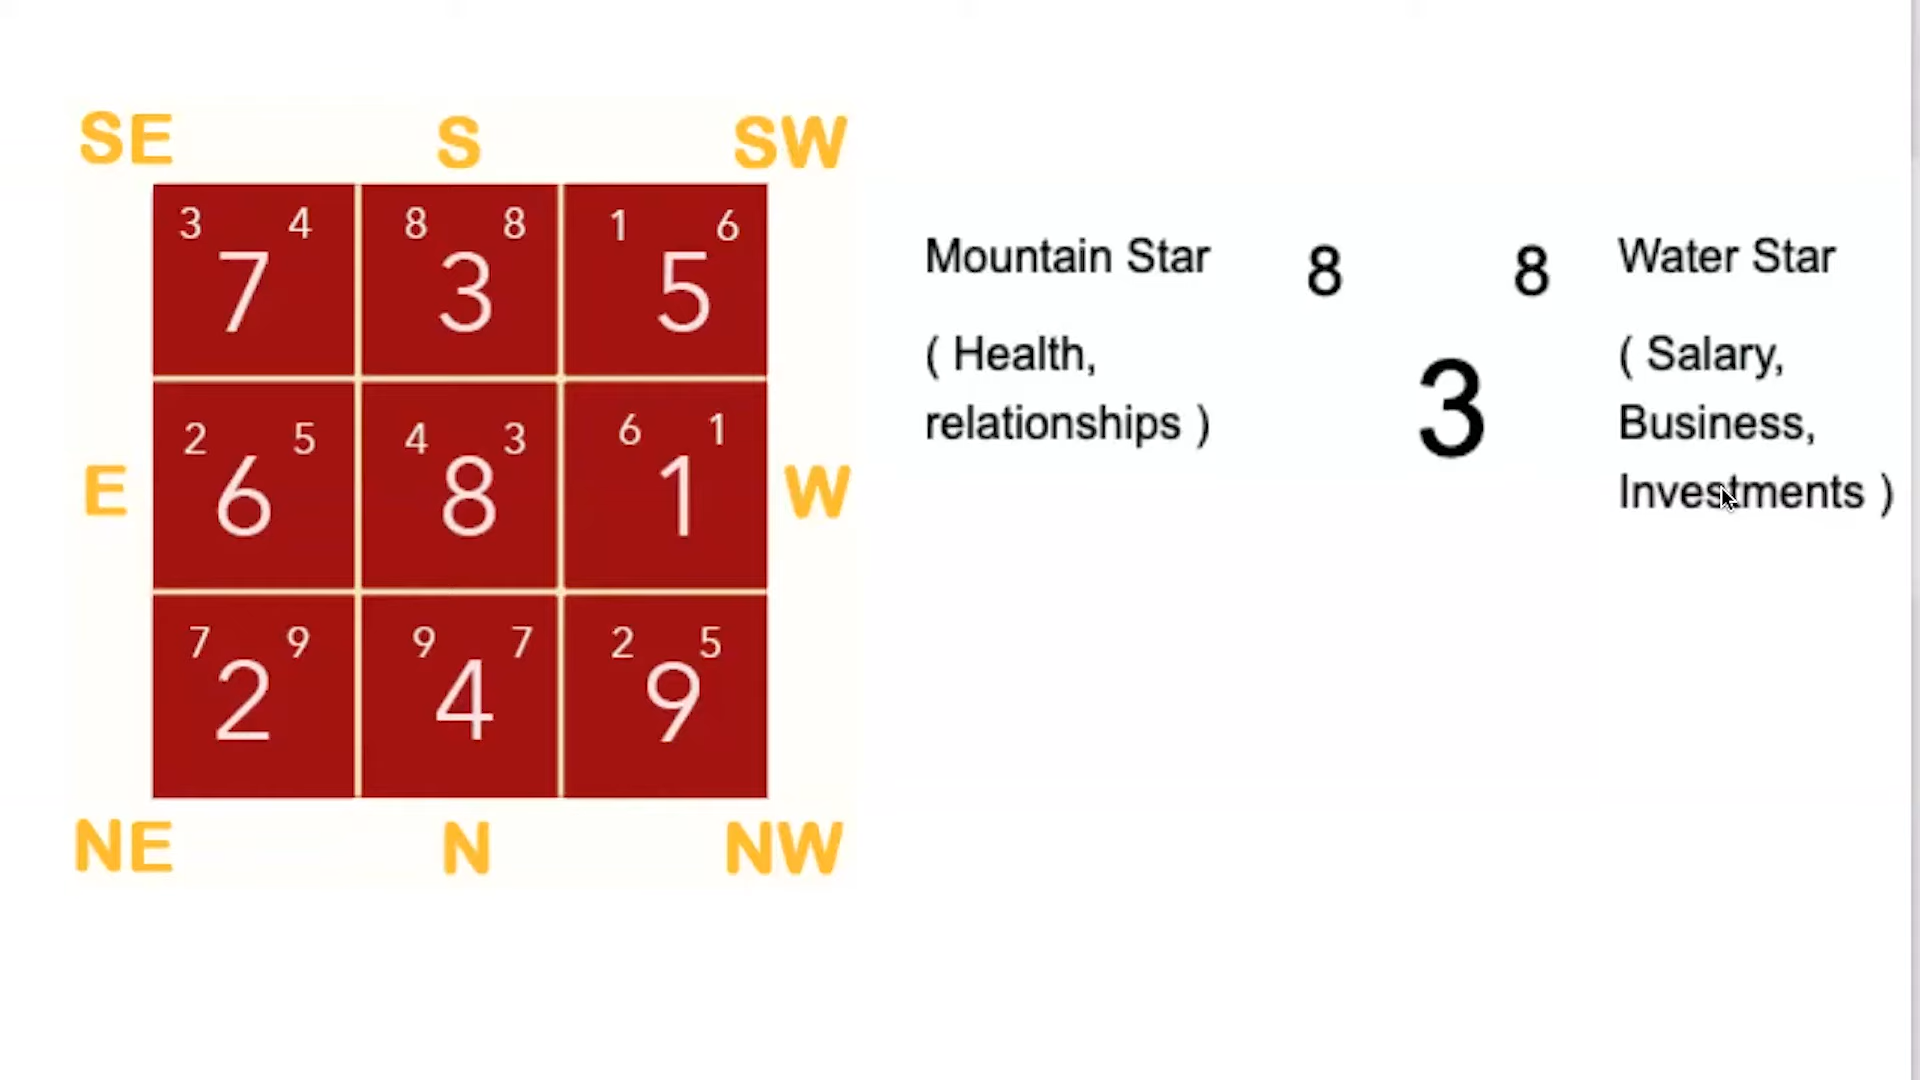 SE S SW
3 4 8 8 1 6
7 3 5
2 5 4 3 6 1
E 6 8 1 W
7 9 9 7 2 5
2 4 9
NE N NW
Mountain Star 8 8 Water Star
( Health,
relationships )
3
( Salary,
Business,
Investments )